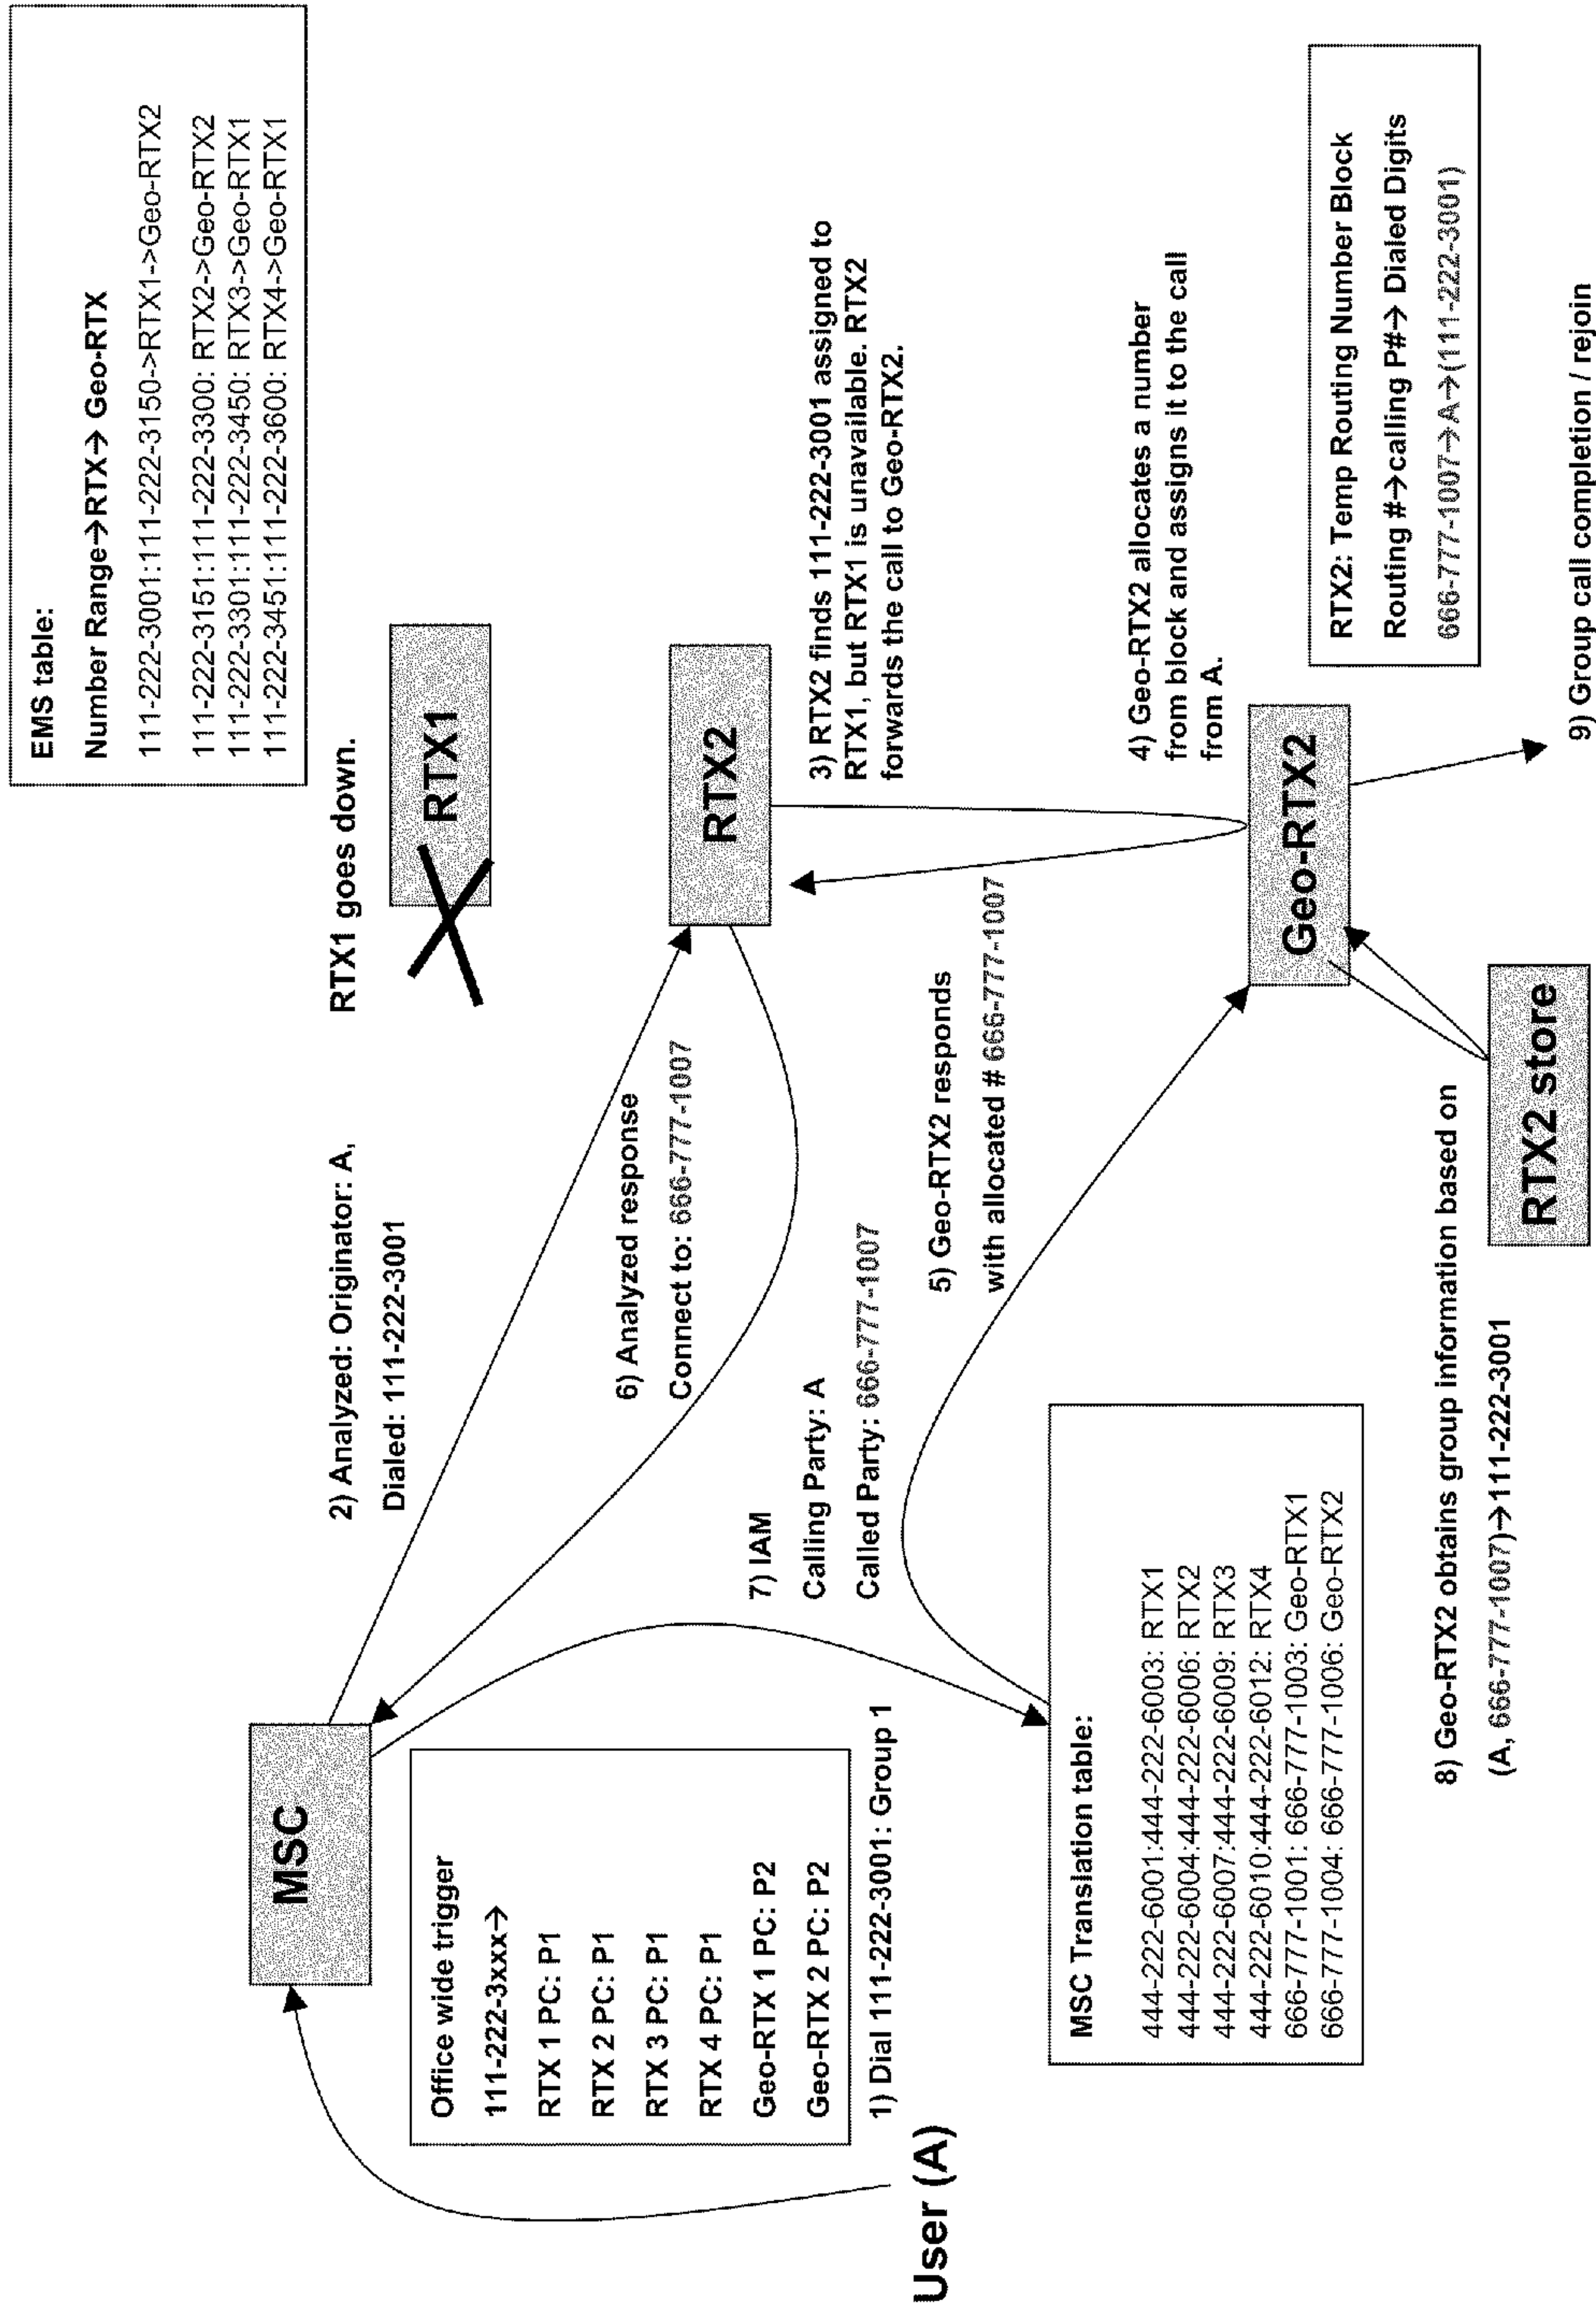 EMS table:
Number Range→RTX→ Geo-RTX
111-222-3001:111-222-3150->RTX1->Geo-RTX2
111-222-3151:111-222-3300: RTX2->Geo-RTX2
111-222-3301:111-222-3450: RTX3->Geo-RTX1
111-222-3451:111-222-3600: RTX4->Geo-RTX1
RTX1 goes down.
RTX1
MSC
2) Analyzed: Originator: A,
Dialed: 111-222-3001
Office wide trigger
111-222-3xxx→
RTX 1 PC: P1
RTX 2 PC: P1
RTX 3 PC: P1
RTX 4 PC: P1
Geo-RTX 1 PC: P2
Geo-RTX 2 PC: P2
1) Dial 111-222-3001: Group 1
User (A)
6) Analyzed response
Connect to: 666-777-1007
RTX2
3) RTX2 finds 111-222-3001 assigned to
RTX1, but RTX1 is unavailable. RTX2
forwards the call to Geo-RTX2.
7) IAM
Calling Party: A
Called Party: 666-777-1007
5) Geo-RTX2 responds
with allocated # 666-777-1007
4) Geo-RTX2 allocates a number
from block and assigns it to the call
from A.
MSC Translation table:
444-222-6001:444-222-6003: RTX1
444-222-6004:444-222-6006: RTX2
444-222-6007:444-222-6009: RTX3
444-222-6010:444-222-6012: RTX4
666-777-1001: 666-777-1003: Geo-RTX1
666-777-1004: 666-777-1006: Geo-RTX2
Geo-RTX2
RTX2: Temp Routing Number Block
Routing #→calling P#→ Dialed Digits
666-777-1007→A→(111-222-3001)
8) Geo-RTX2 obtains group information based on
(A, 666-777-1007)→111-222-3001
RTX2 store
9) Group call completion / rejoin